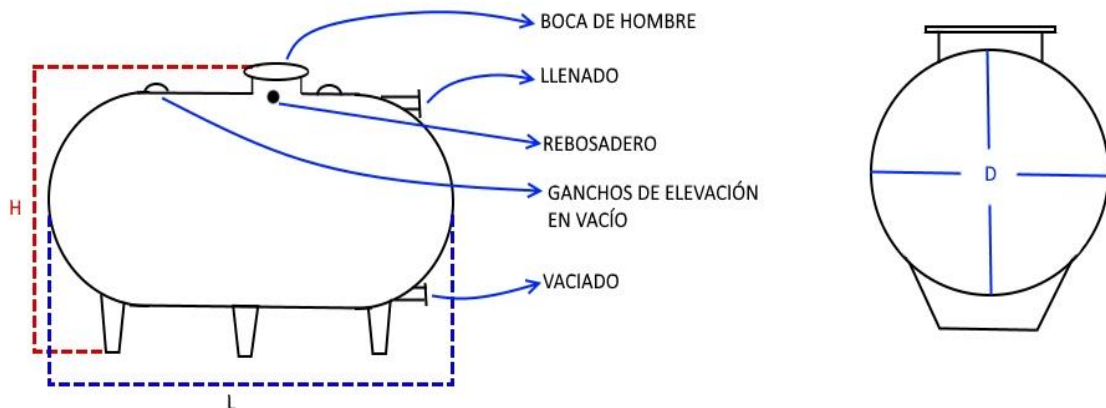 BOCA DE HOMBRE
LLENADO
REBOSADERO
GANCHOS DE ELEVACIÓN
EN VACÍO
VACIADO
H
L
D